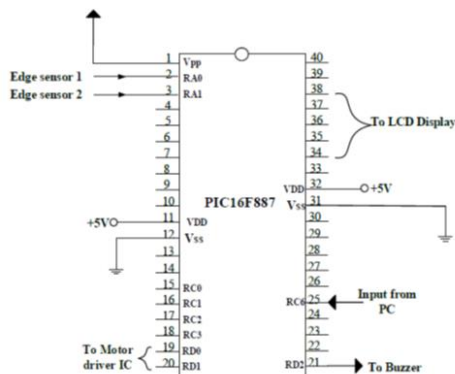 1 Vpp 40
Edge sensor 1 2 RA0 39
Edge sensor 2 3 RA1 38
4 37
5 36 To LCD Display
6 35
7 34
8 33
9 VDD 32 +5V
10 PIC16F887 Vss 31
+5V 11 VDD 30
12 Vss 29
13 28
14 27
15 RC0 26
16 RC1 RC6 25 Input from PC
17 RC2 24
18 RC3 23
To Motor driver IC 19 RD0 22
20 RD1 RD2 21 To Buzzer